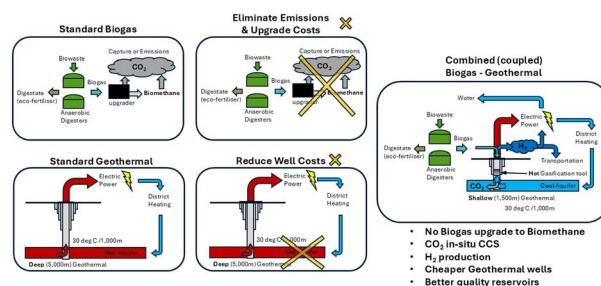 Standard Biogas
Capture or Emissions
CO₂
Biowaste
Biogas
Digestate
(eco-fertiliser)
upgrader
Biomethane
Anaerobic
Digesters
Eliminate Emissions
& Upgrade Costs
Capture or Emissions
CO₂
Biowaste
Biogas
Digestate
(eco-fertiliser)
upgrader
Biomethane
Anaerobic
Digesters
Standard Geothermal
Electric
Power
District
Heating
30 deg C /1,000m
Hot Aquifer
Deep (5,000m) Geothermal
Reduce Well Costs
Electric
Power
District
Heating
30 deg C /1,000m
Deep (5,000m) Geothermal
Combined (coupled)
Biogas - Geothermal
Water
Electric
Power
District
Heating
Biowaste
Biogas
H₂
Digestate
(eco-fertiliser)
Transportation
Anaerobic
Digesters
Hot Gasification tool
CO₂
Cool Aquifer
Shallow (1,500m) Geothermal
30 deg C /1,000m
• No Biogas upgrade to Biomethane
• CO₂ in-situ CCS
• H₂ production
• Cheaper Geothermal wells
• Better quality reservoirs